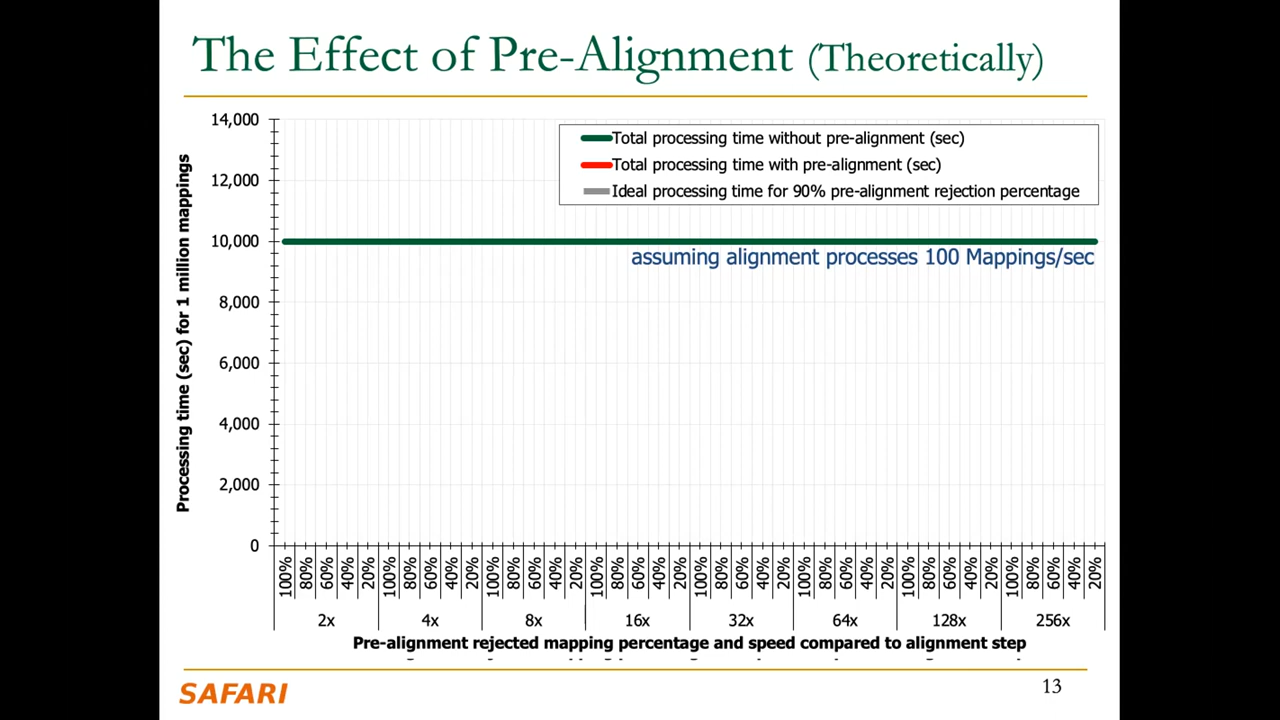 The Effect of Pre-Alignment (Theoretically)
14,000
12,000
10,000
8,000
6,000
4,000
2,000
0
Processing time (sec) for 1 million mappings
Total processing time without pre-alignment (sec)
Total processing time with pre-alignment (sec)
Ideal processing time for 90% pre-alignment rejection percentage
assuming alignment processes 100 Mappings/sec
100% 80% 60% 40% 20% 100% 80% 60% 40% 20% 100% 80% 60% 40% 20% 100% 80% 60% 40% 20% 100% 80% 60% 40% 20% 100% 80% 60% 40% 20% 100% 80% 60% 40% 20% 100% 80% 60% 40% 20%
2x 4x 8x 16x 32x 64x 128x 256x
Pre-alignment rejected mapping percentage and speed compared to alignment step
SAFARI
13